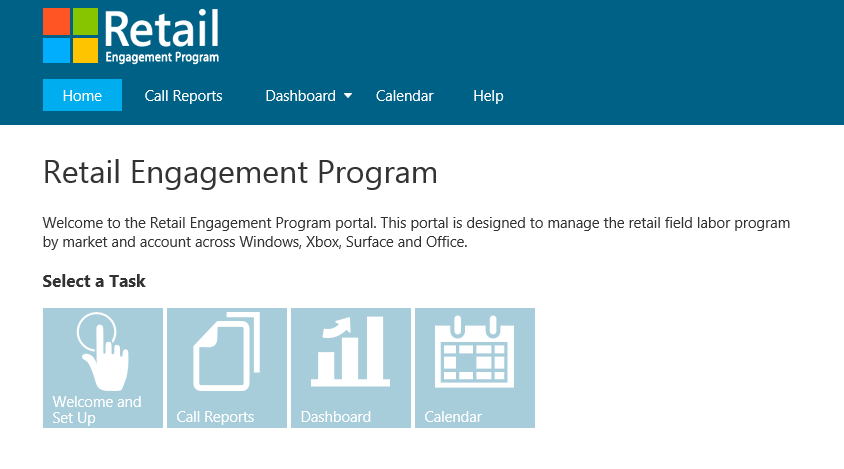 Retail
Engagement Program
Home Call Reports Dashboard Calendar Help
Retail Engagement Program
Welcome to the Retail Engagement Program portal. This portal is designed to manage the retail field labor program
by market and account across Windows, Xbox, Surface and Office.
Select a Task
Welcome and
Set Up
Call Reports
Dashboard
Calendar